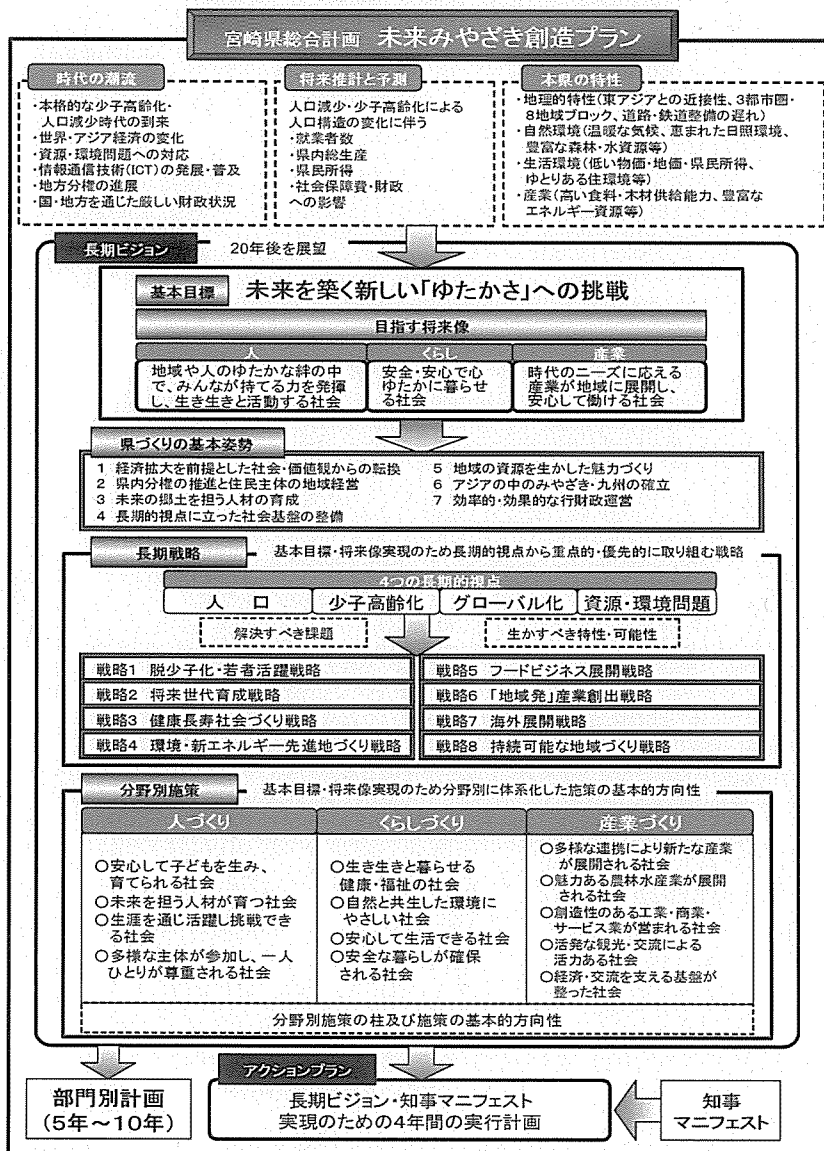 宮崎県総合計画 未来みやざき創造プラン
時代の潮流
・本格的な少子高齢化・
人口減少時代の到来
・世界・アジア経済の変化
・資源・環境問題への対応
・情報通信技術(ICT)の発展・普及
・地方分権の進展
・国・地方を通じた厳しい財政状況
将来推計と予測
人口減少・少子高齢化による
人口構造の変化に伴う
・就業者数
・県内総生産
・県民所得
・社会保障費・財政
への影響
本県の特性
・地理的特性(東アジアとの近接性、3都市圏・
8地域ブロック、道路・鉄道整備の遅れ)
・自然環境(温暖な気候、恵まれた日照環境、
豊富な森林・水資源等)
・生活環境(低い物価・地価・県民所得、
ゆとりある住環境等)
・産業(高い食料・木材供給能力、豊富な
エネルギー資源等)
長期ビジョン 20年後を展望
基本目標 未来を築く新しい「ゆたかさ」への挑戦
目指す将来像
人
地域や人のゆたかな絆の中
で、みんなが持てる力を発揮
し、生き生きと活動する社会
くらし
安全・安心で心
ゆたかに暮らせ
る社会
産業
時代のニーズに応える
産業が地域に展開し、
安心して働ける社会
県づくりの基本姿勢
1 経済拡大を前提とした社会・価値観からの転換
2 県内分権の推進と住民主体の地域経営
3 未来の郷土を担う人材の育成
4 長期的視点に立った社会基盤の整備
5 地域の資源を生かした魅力づくり
6 アジアの中のみやざき・九州の確立
7 効率的・効果的な行財政運営
長期戦略 基本目標・将来像実現のため長期的視点から重点的・優先的に取り組む戦略
4つの長期的視点
人 口 少子高齢化 グローバル化 資源・環境問題
解決すべき課題 生かすべき特性・可能性
戦略1 脱少子化・若者活躍戦略
戦略2 将来世代育成戦略
戦略3 健康長寿社会づくり戦略
戦略4 環境・新エネルギー先進地づくり戦略
戦略5 フードビジネス展開戦略
戦略6 「地域発」産業創出戦略
戦略7 海外展開戦略
戦略8 持続可能な地域づくり戦略
分野別施策 基本目標・将来像実現のため分野別に体系化した施策の基本的方向性
人づくり
○安心して子どもを生み、
育てられる社会
○未来を担う人材が育つ社会
○生涯を通じ活躍し挑戦でき
る社会
○多様な主体が参加し、一人
ひとりが尊重される社会
くらしづくり
○生き生きと暮らせる
健康・福祉の社会
○自然と共生した環境に
やさしい社会
○安心して生活できる社会
○安全な暮らしが確保
される社会
産業づくり
○多様な連携により新たな産業
が展開される社会
○魅力ある農林水産業が展開
される社会
○創造性のある工業・商業・
サービス業が営まれる社会
○活発な観光・交流による
活力ある社会
○経済・交流を支える基盤が
整った社会
分野別施策の柱及び施策の基本的方向性
部門別計画
(5年～10年)
アクションプラン
長期ビジョン・知事マニフェスト
実現のための4年間の実行計画
知事
マニフェスト